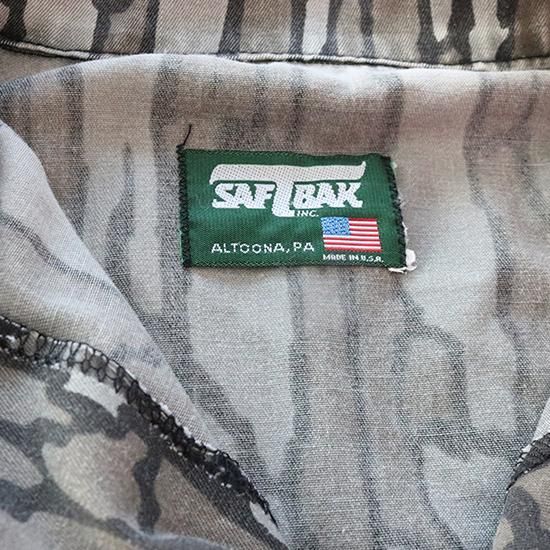 SAFTBAK
INC.
ALTOONA, PA
MADE IN U.S.A.